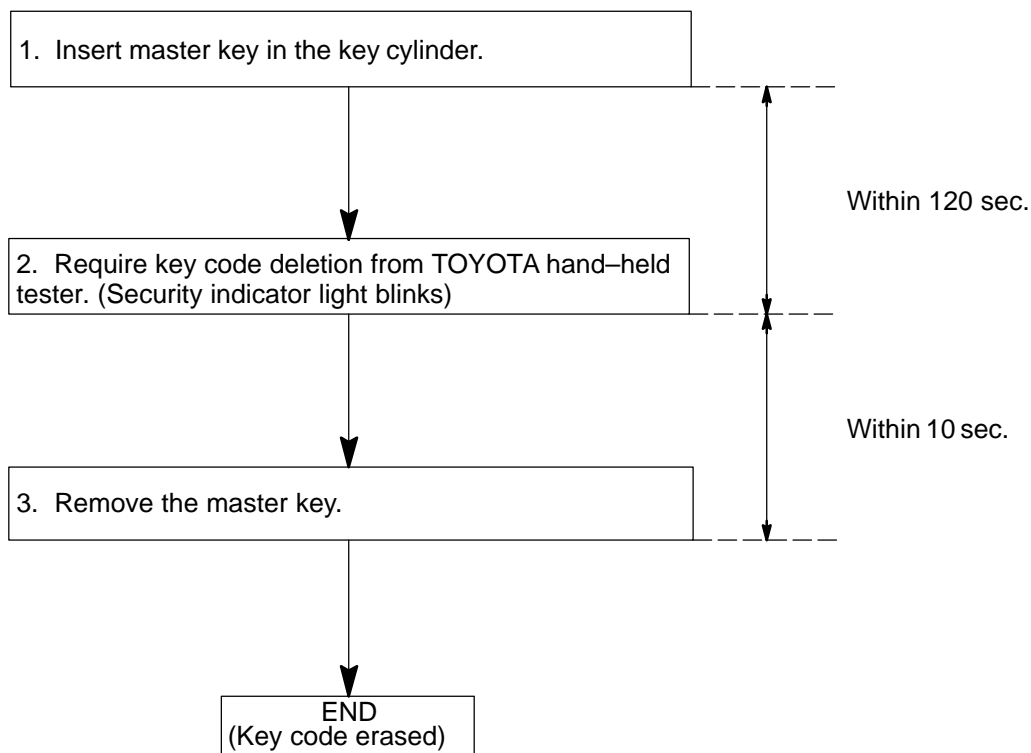 1. Insert master key in the key cylinder.
Within 120 sec.
2. Require key code deletion from TOYOTA hand–held
tester. (Security indicator light blinks)
Within 10 sec.
3. Remove the master key.
END
(Key code erased)